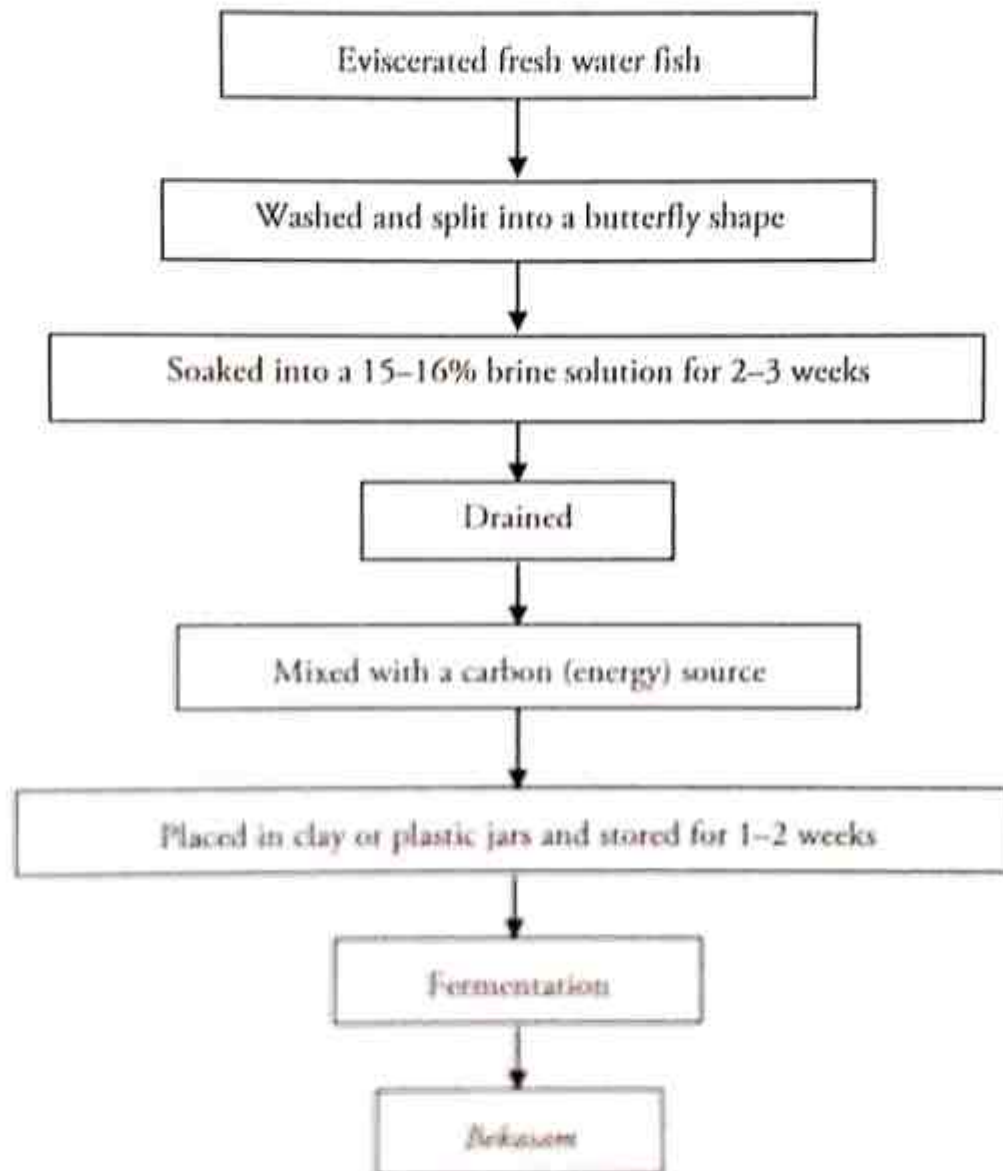 Eviscerated fresh water fish
Washed and split into a butterfly shape
Soaked into a 15–16% brine solution for 2–3 weeks
Drained
Mixed with a carbon (energy) source
Placed in clay or plastic jars and stored for 1–2 weeks
Fermentation
Bekasam